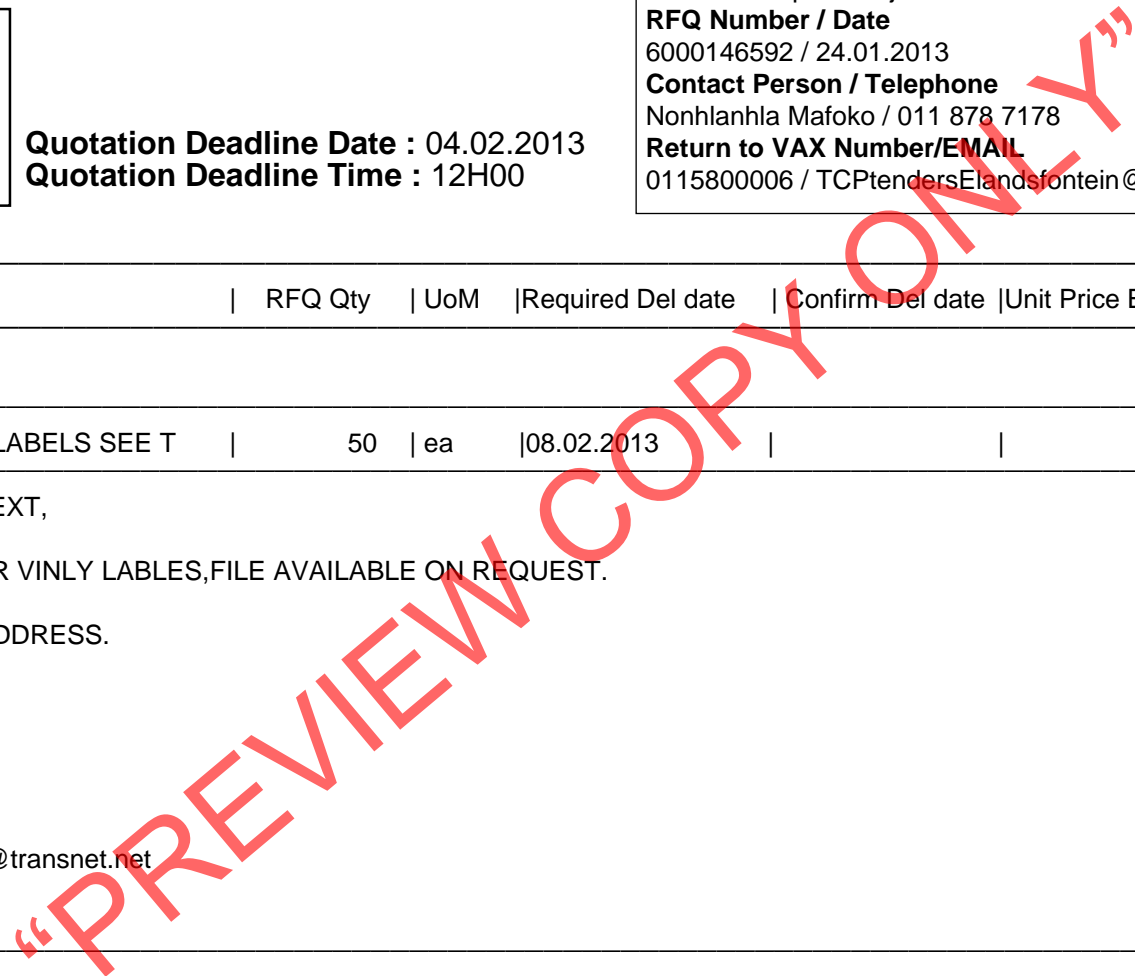 RFQ Number / Date
6000146592 / 24.01.2013
Contact Person / Telephone
Nonhlanhla Mafoko / 011 878 7178
Return to VAX Number/EMAIL
0115800006 / TCPtendersElandsfontein@
Quotation Deadline Date : 04.02.2013
Quotation Deadline Time : 12H00
| RFQ Qty | UoM |Required Del date | Confirm Del date |Unit Price
LABELS SEE T | 50 | ea |08.02.2013 | |
EXT,
R VINLY LABLES,FILE AVAILABLE ON REQUEST.
DDRESS.
@transnet.net
“PREVIEW COPY ONLY”